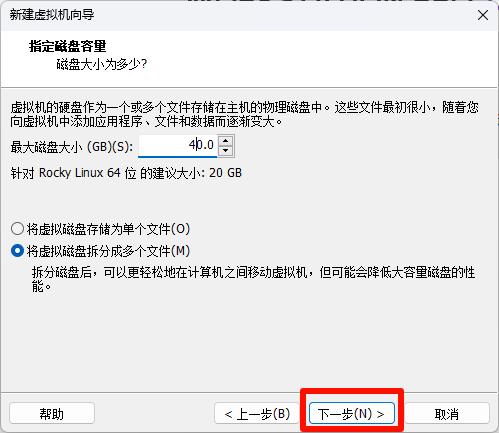 新建虚拟机向导
指定磁盘容量
磁盘大小为多少?
虚拟机的硬盘作为一个或多个文件存储在主机的物理磁盘中。这些文件最初很小，随着您
向虚拟机中添加应用程序、文件和数据而逐渐变大。
最大磁盘大小 (GB)(S): 40.0
针对 Rocky Linux 64 位 的建议大小: 20 GB
将虚拟磁盘存储为单个文件(O)
将虚拟磁盘拆分成多个文件(M)
拆分磁盘后，可以更轻松地在计算机之间移动虚拟机，但可能会降低大容量磁盘的性
能。
帮助 < 上一步(B) 下一步(N) > 取消